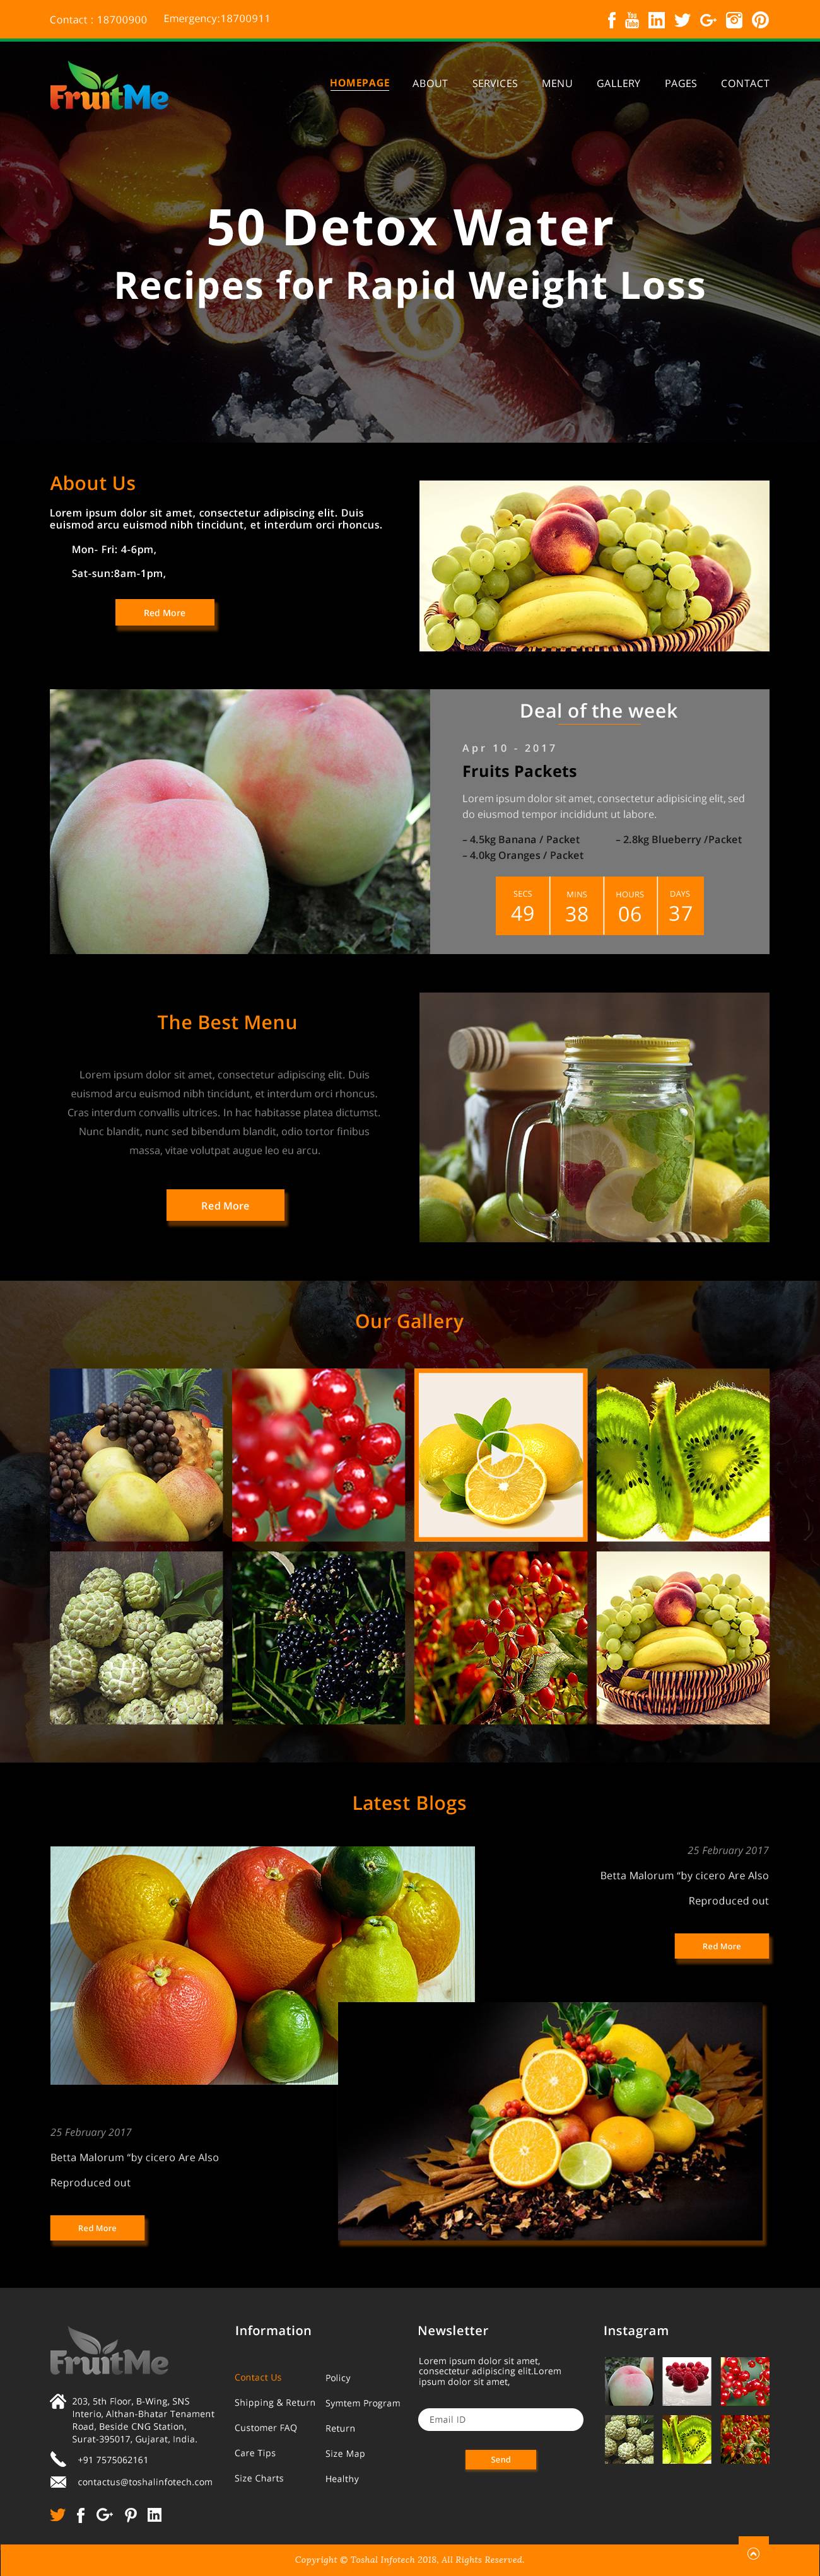 Contact : 18700900
Emergency:18700911
FruitMe
HOMEPAGE
ABOUT
SERVICES
MENU
GALLERY
PAGES
CONTACT
50 Detox Water
Recipes for Rapid Weight Loss
About Us
Lorem ipsum dolor sit amet, consectetur adipiscing elit. Duis
euismod arcu euismod nibh tincidunt, et interdum orci rhoncus.
Mon- Fri: 4-6pm,
Sat-sun:8am-1pm,
Red More
Deal of the week
Apr 10 - 2017
Fruits Packets
Lorem ipsum dolor sit amet, consectetur adipisicing elit, sed
do eiusmod tempor incididunt ut labore.
– 4.5kg Banana / Packet
– 2.8kg Blueberry /Packet
– 4.0kg Oranges / Packet
SECS
49
MINS
38
HOURS
06
DAYS
37
The Best Menu
Lorem ipsum dolor sit amet, consectetur adipiscing elit. Duis
euismod arcu euismod nibh tincidunt, et interdum orci rhoncus.
Cras interdum convallis ultrices. In hac habitasse platea dictumst.
Nunc blandit, nunc sed bibendum blandit, odio tortor finibus
massa, vitae volutpat augue leo eu arcu.
Red More
Our Gallery
Latest Blogs
25 February 2017
Betta Malorum “by cicero Are Also
Reproduced out
Red More
25 February 2017
Betta Malorum “by cicero Are Also
Reproduced out
Red More
FruitMe
203, 5th Floor, B-Wing, SNS
Interio, Althan-Bhatar Tenament
Road, Beside CNG Station,
Surat-395017, Gujarat, India.
+91 7575062161
contactus@toshalinfotech.com
Information
Contact Us
Shipping & Return
Customer FAQ
Care Tips
Size Charts
Policy
Symtem Program
Return
Size Map
Healthy
Newsletter
Lorem ipsum dolor sit amet,
consectetur adipiscing elit.Lorem
ipsum dolor sit amet,
Email ID
Send
Instagram
Copyright © Toshal Infotech 2018. All Rights Reserved.